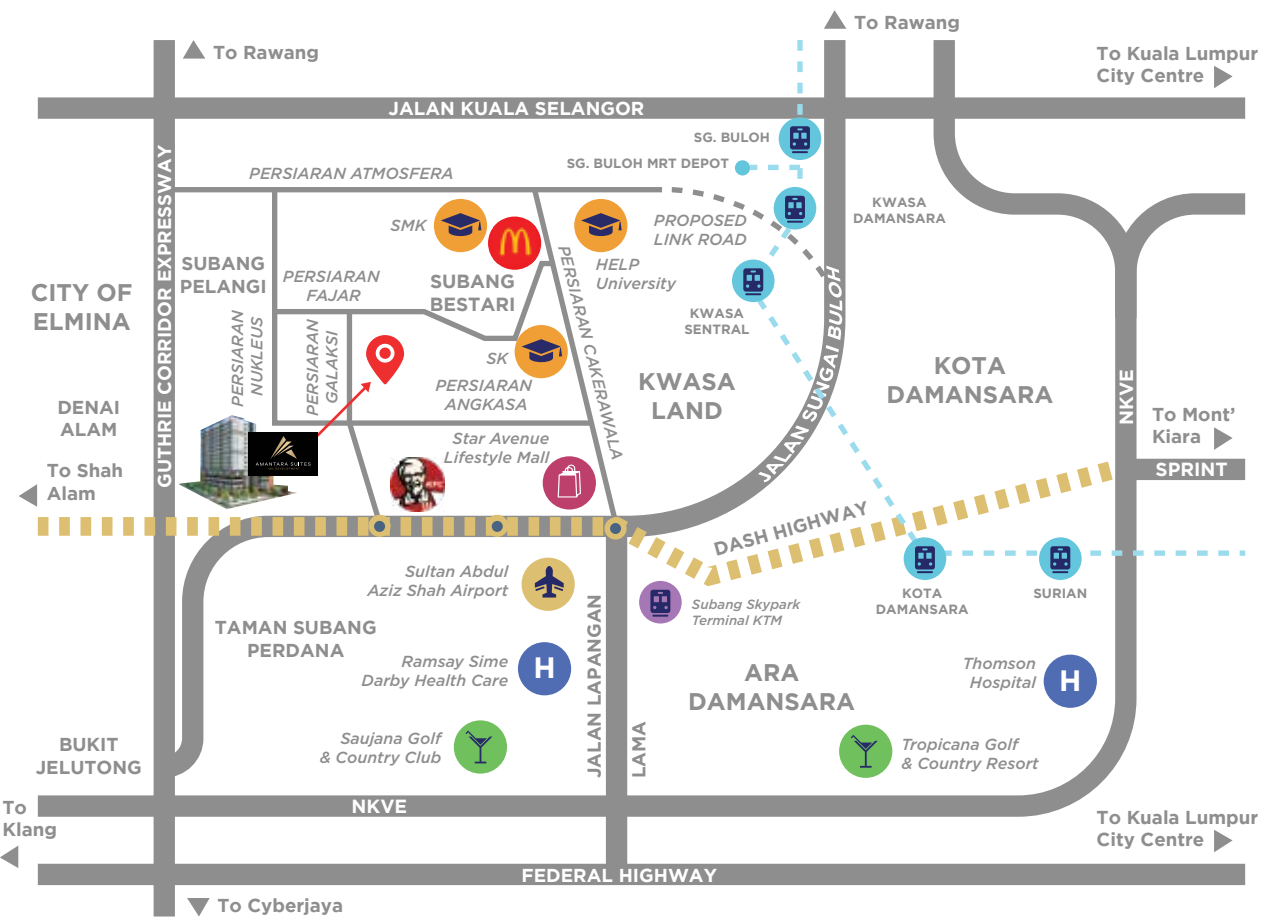 To Rawang
To Rawang
To Kuala Lumpur
City Centre
JALAN KUALA SELANGOR
SG. BULOH
SG. BULOH MRT DEPOT
PERSIARAN ATMOSFERA
KWASA
DAMANSARA
SMK
PROPOSED
LINK ROAD
HELP
University
SUBANG
PELANGI
PERSIARAN
FAJAR
SUBANG
BESTARI
CITY OF
ELMINA
GUTHRIE CORRIDOR EXPRESSWAY
PERSIARAN
NUKLEUS
PERSIARAN
GALAKSI
PERSIARAN CAKERAWALA
KWASA
SENTRAL
JALAN SUNGAI BULOH
SK
PERSIARAN
ANGKASA
KWASA
LAND
KOTA
DAMANSARA
NKVE
DENAI
ALAM
To Mont’
Kiara
SPRINT
AMANTARA SUITES
Star Avenue
Lifestyle Mall
KFC
To Shah
Alam
DASH HIGHWAY
Sultan Abdul
Aziz Shah Airport
Subang Skypark
Terminal KTM
KOTA
DAMANSARA
SURIAN
TAMAN SUBANG
PERDANA
JALAN LAPANGAN
LAMA
Ramsay Sime
Darby Health Care
H
ARA
DAMANSARA
Thomson
Hospital
H
BUKIT
JELUTONG
Saujana Golf
& Country Club
Tropicana Golf
& Country Resort
To
Klang
NKVE
To Kuala Lumpur
City Centre
FEDERAL HIGHWAY
To Cyberjaya